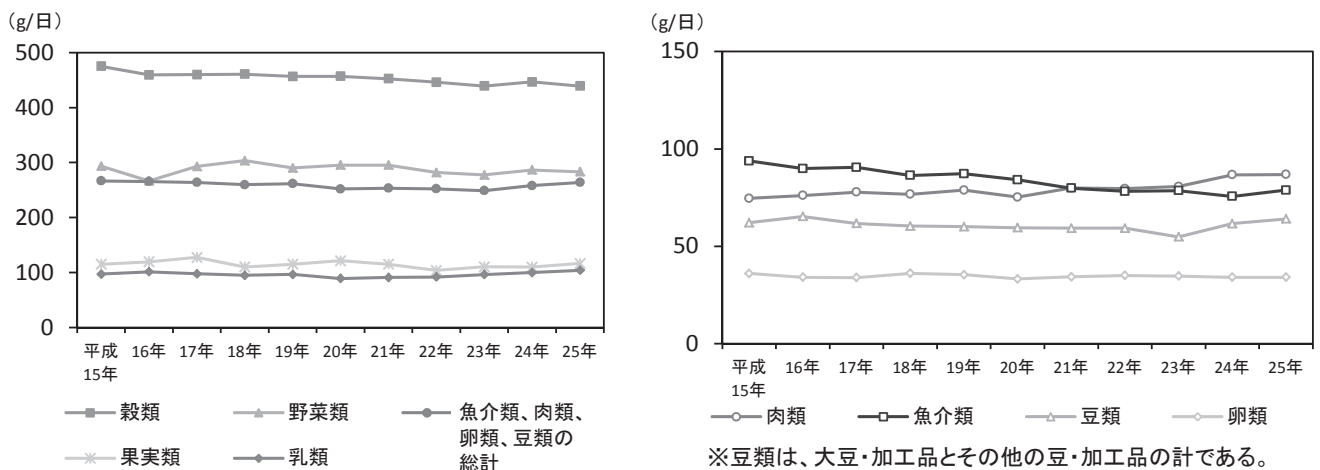 (g/日)
500
400
300
200
100
0
平成
15年
16年 17年 18年 19年 20年 21年 22年 23年 24年 25年
穀類
野菜類
魚介類、肉類、
卵類、豆類の
総計
果実類
乳類
(g/日)
150
100
50
0
平成
15年
16年 17年 18年 19年 20年 21年 22年 23年 24年 25年
肉類
魚介類
豆類
卵類
※豆類は、大豆・加工品とその他の豆・加工品の計である。